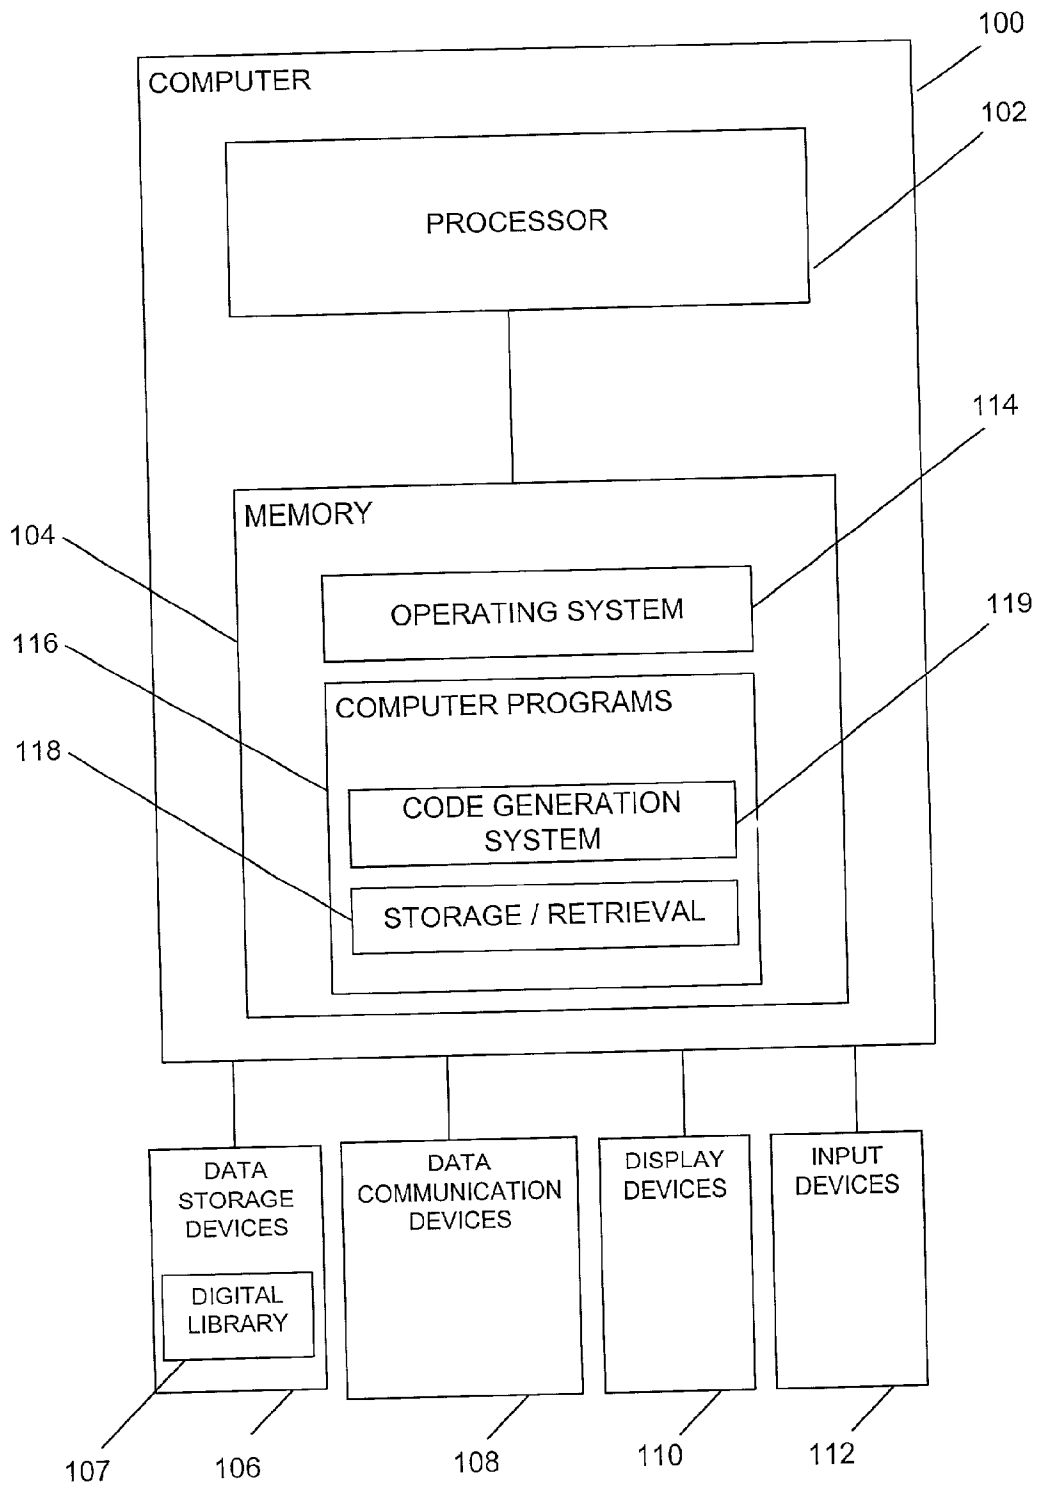 100
COMPUTER
102
PROCESSOR
114
MEMORY
104
OPERATING SYSTEM
119
116
COMPUTER PROGRAMS
118
CODE GENERATION
SYSTEM
STORAGE / RETRIEVAL
DATA
STORAGE
DEVICES
DATA
COMMUNICATION
DEVICES
DISPLAY
DEVICES
INPUT
DEVICES
DIGITAL
LIBRARY
107
106
108
110
112